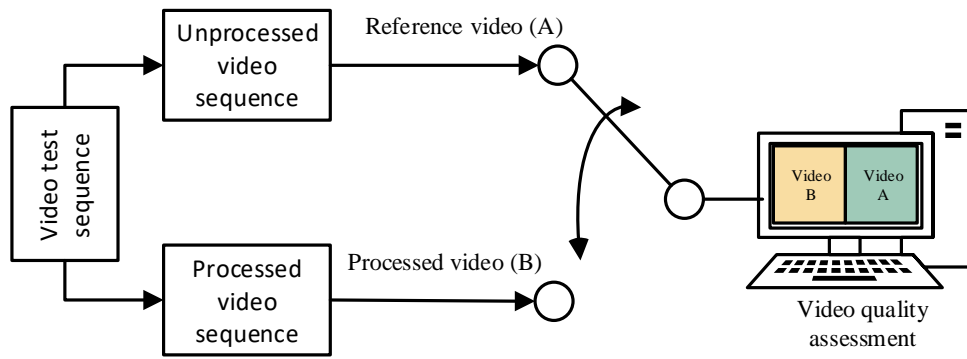 Unprocessed
video
sequence
Reference video (A)
Video test
sequence
Video
B
Video
A
Processed
video
sequence
Processed video (B)
Video quality
assessment